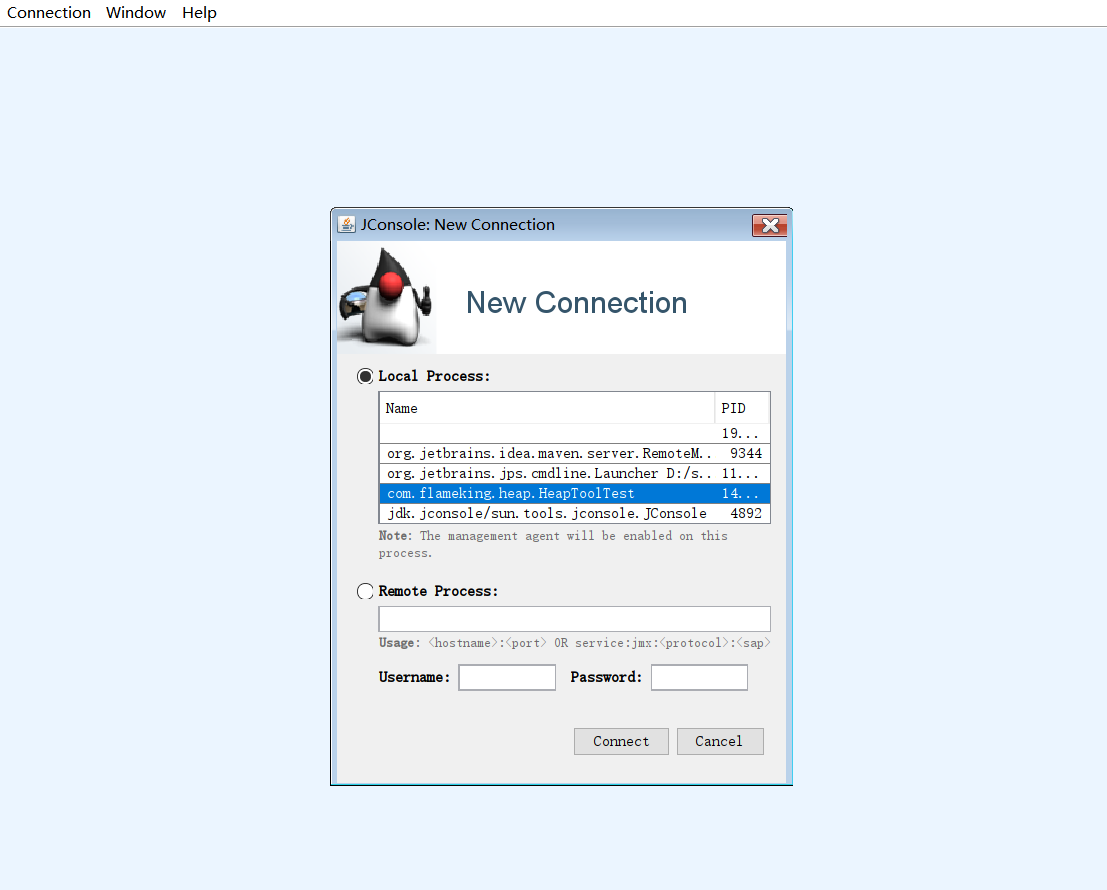 Connection Window Help
JConsole: New Connection
New Connection
Local Process:
Name PID
19...
org.jetbrains.idea.maven.server.RemoteM.. 9344
org.jetbrains.jps.cmdline.Launcher D:/s.. 11...
com.flameking.heap.HeapToolTest 14...
jdk.jconsole/sun.tools.jconsole.JConsole 4892
Note: The management agent will be enabled on this
process.
Remote Process:
Usage: <hostname>:<port> OR service:jmx:<protocol>:<sap>
Username: Password:
Connect Cancel